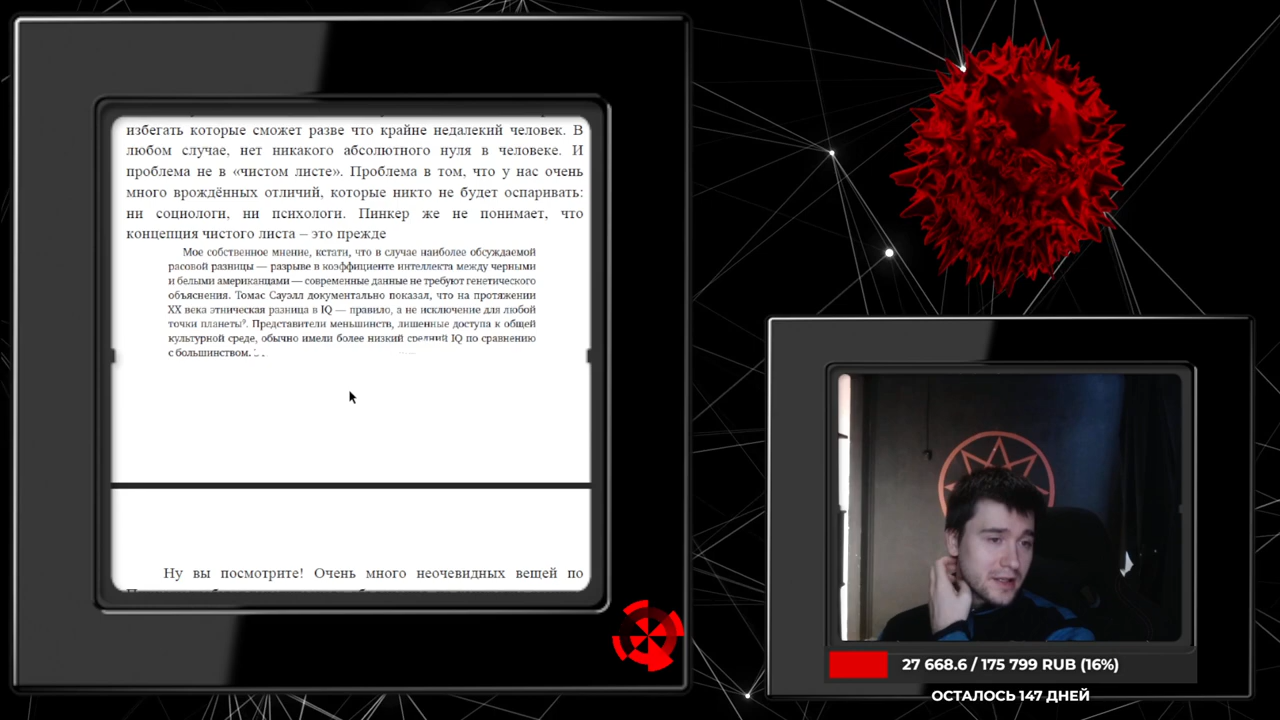 избегать которые сможет разве что крайне недалекий человек. В
любом случае, нет никакого абсолютного нуля в человеке. И
проблема не в «чистом листе». Проблема в том, что у нас очень
много врождённых отличий, которые никто не будет оспаривать:
ни социологи, ни психологи. Пинкер же не понимает, что
концепция чистого листа – это прежде
Мое собственное мнение, кстати, что в случае наиболее обсуждаемой
расовой разницы — разрыве в коэффициенте интеллекта между черными
и белыми американцами — современные данные не требуют генетического
объяснения. Томас Сауэлл документально показал, что на протяжении
XX века этническая разница в IQ — правило, а не исключение для любой
точки планеты⁹. Представители меньшинств, лишенные доступа к общей
культурной среде, обычно имели более низкий средний IQ по сравнению
с большинством.
Ну вы посмотрите! Очень много неочевидных вещей по
27 668.6 / 175 799 RUB (16%)
ОСТАЛОСЬ 147 ДНЕЙ